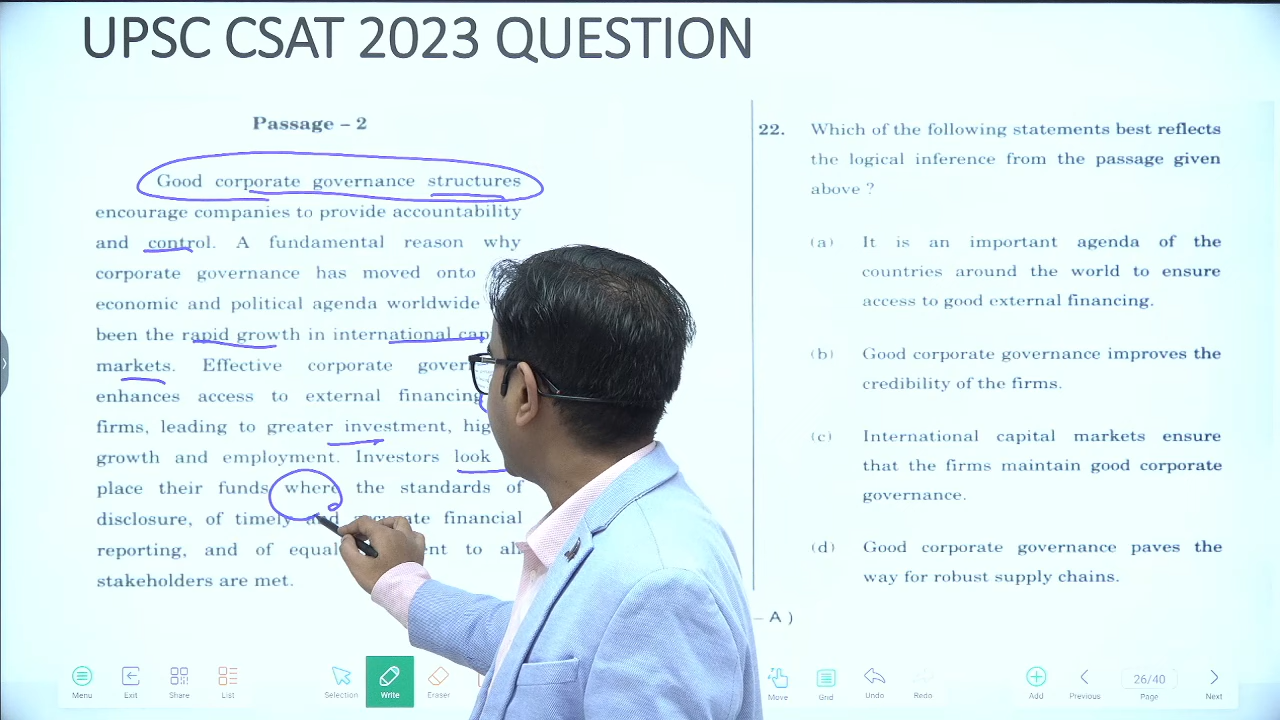 UPSC CSAT 2023 QUESTION
Passage – 2
Good corporate governance structures
encourage companies to provide accountability
and control. A fundamental reason why
corporate governance has moved onto
economic and political agenda worldwide
been the rapid growth in international
markets. Effective corporate
enhances access to external financing
firms, leading to greater investment,
growth and employment. Investors look
place their funds where the standards of
disclosure, of timely and financial
reporting, and of to all
stakeholders are met.
22. Which of the following statements best reflects
the logical inference from the passage given
above ?
(a) It is an important agenda of the
countries around the world to ensure
access to good external financing.
(b) Good corporate governance improves the
credibility of the firms.
(c) International capital markets ensure
that the firms maintain good corporate
governance.
(d) Good corporate governance paves the
way for robust supply chains.
– A )
Menu Exit Share List Selection Write Eraser Move Grid Undo Redo Add Previous 26/40 Page Next